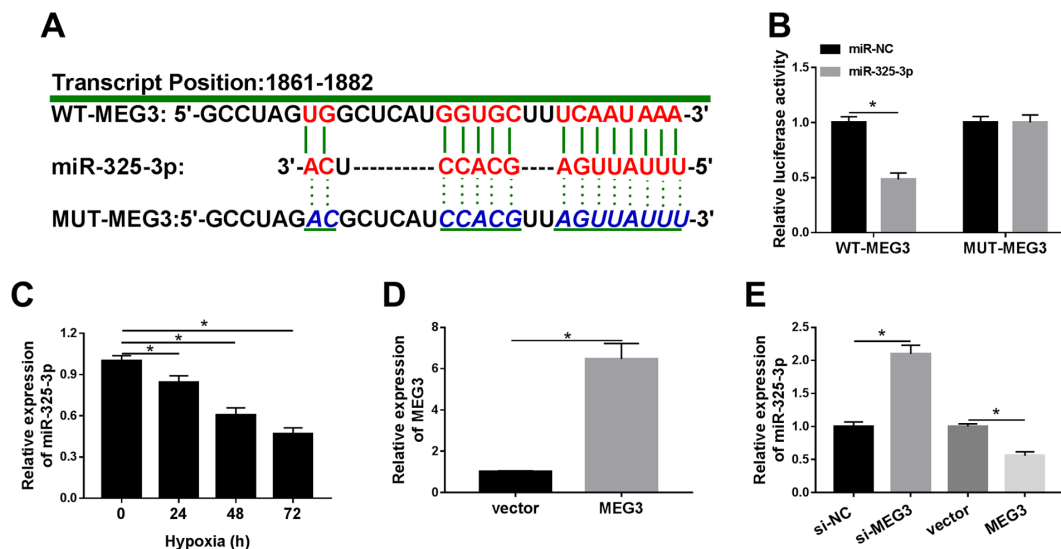 A
Transcript Position:1861-1882
WT-MEG3: 5'-GCCUAGUGGCUCAUGGUGCUUUUCAAUAAA-3'
miR-325-3p: 3'-ACU-----------CCACG----AGUUAUUU-5'
MUT-MEG3:5'-GCCUAGACGCUCAUCCACGUUAGUUAUUU-3'
B
miR-NC
miR-325-3p
Relative luciferase activity
1.5
1.0
0.5
0.0
*
WT-MEG3
MUT-MEG3
C
Relative expression
of miR-325-3p
1.2
0.9
0.6
0.3
0.0
*
*
*
0
24
48
72
Hypoxia (h)
D
Relative expression
of MEG3
8
6
4
2
0
*
vector
MEG3
E
Relative expression
of miR-325-3p
2.5
2.0
1.5
1.0
0.5
0.0
*
*
si-NC
si-MEG3
vector
MEG3